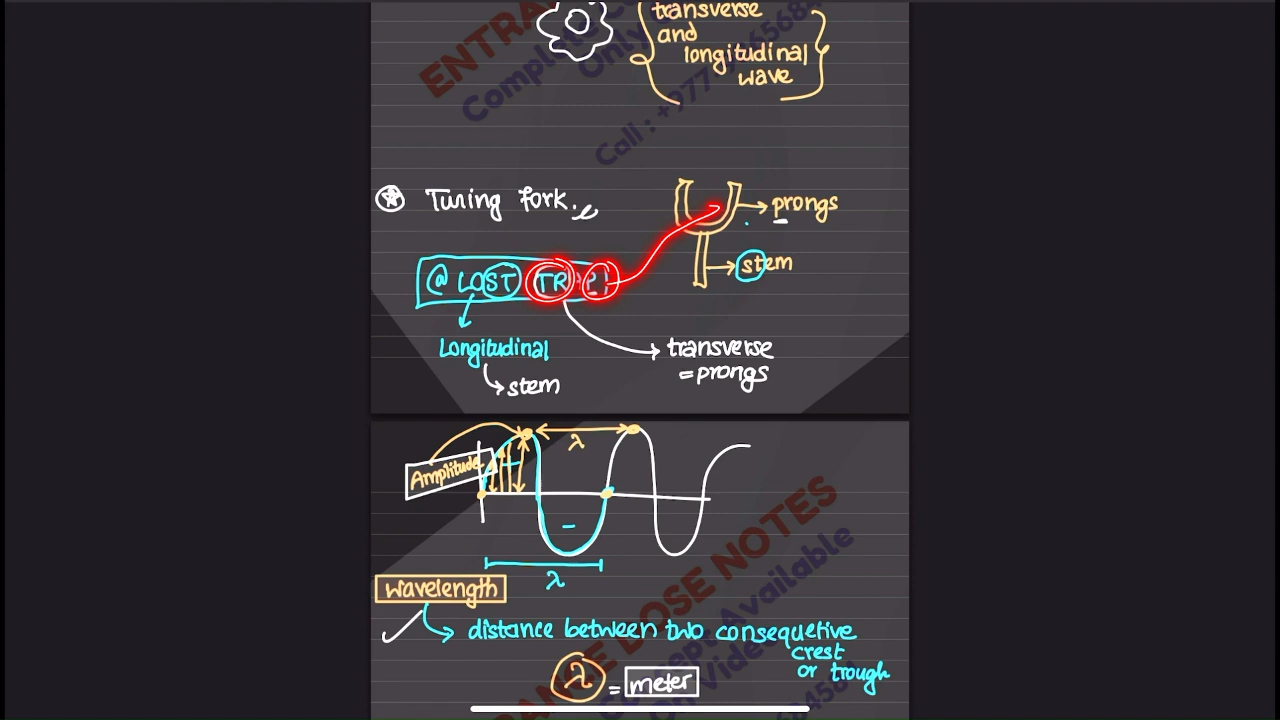 transverse
and
longitudinal
wave
Tuning fork.
prongs
stem
@ LOST TRAP
Longitudinal
stem
transverse
= prongs
λ
Amplitude
+
-
λ
wavelength
distance between two consequetive
crest
or trough
λ = meter